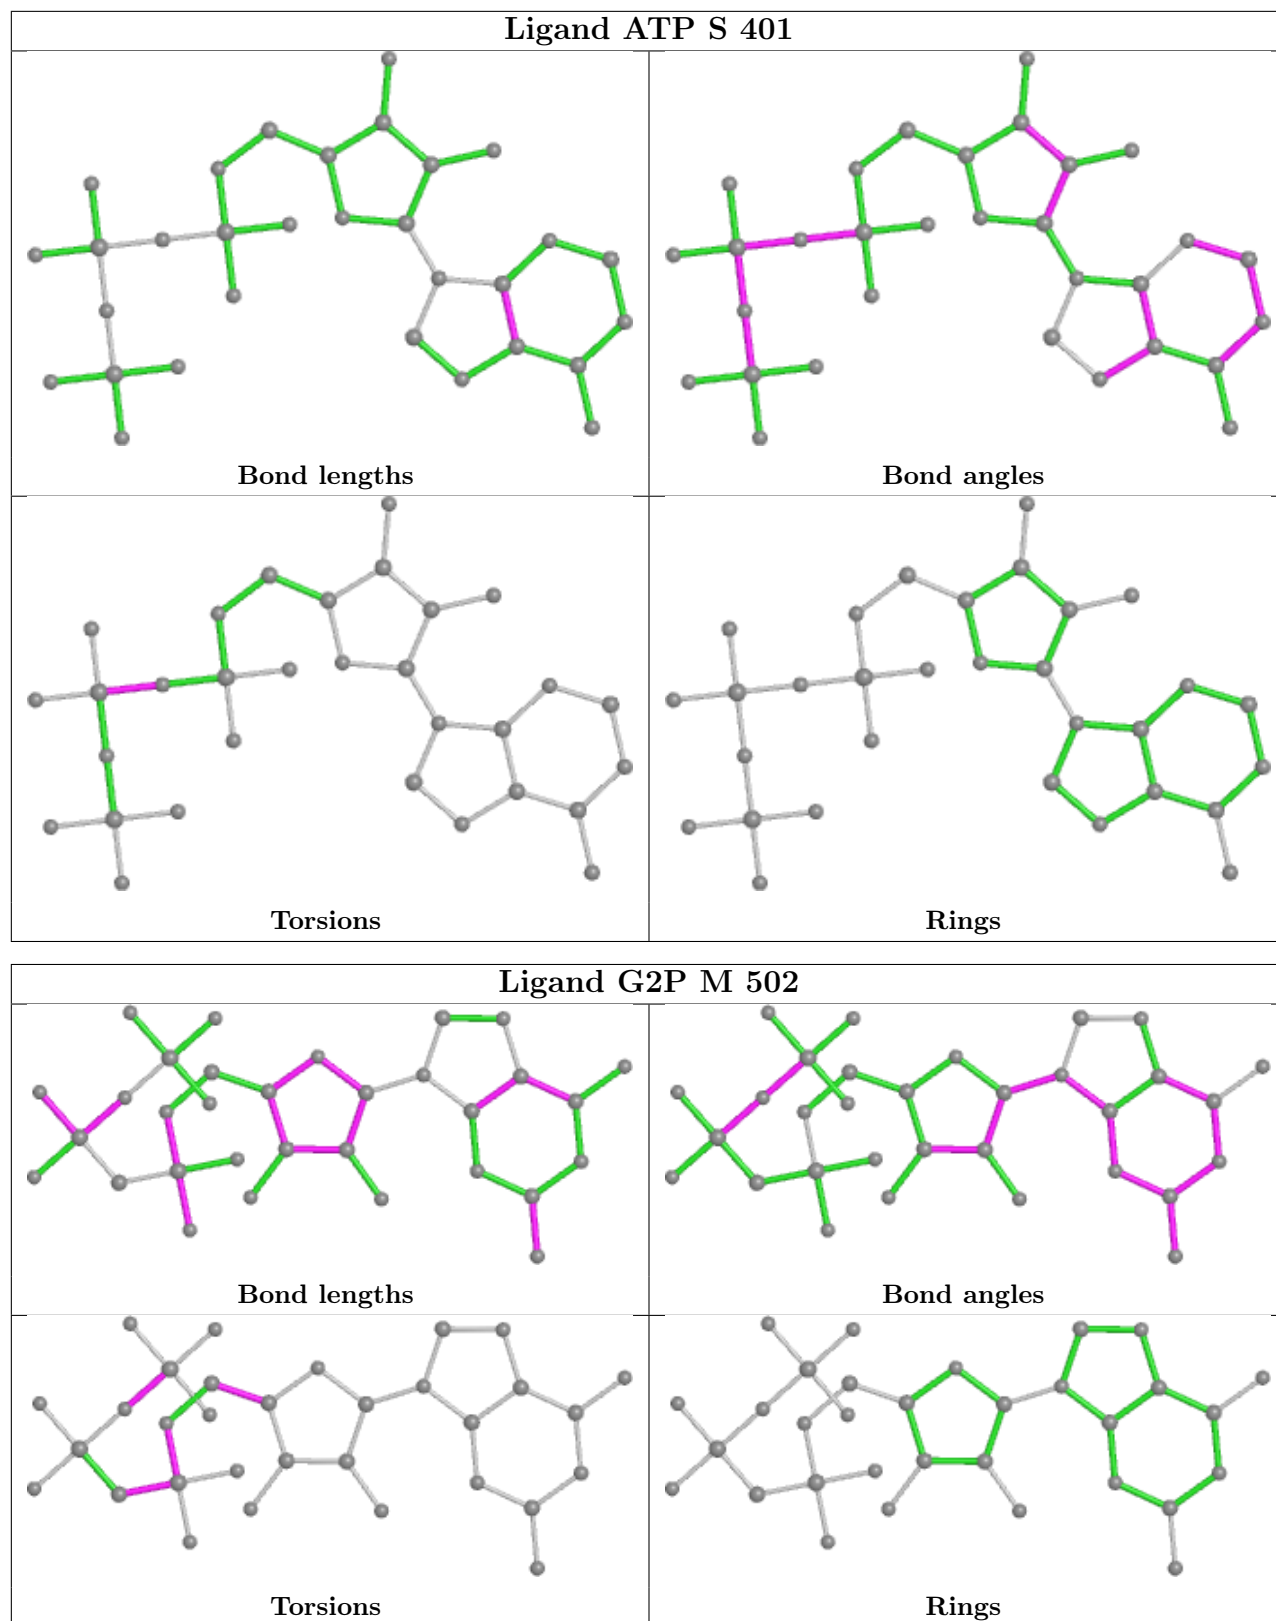 Ligand ATP S 401
Bond lengths
Bond angles
Torsions
Rings
Ligand G2P M 502
Bond lengths
Bond angles
Torsions
Rings